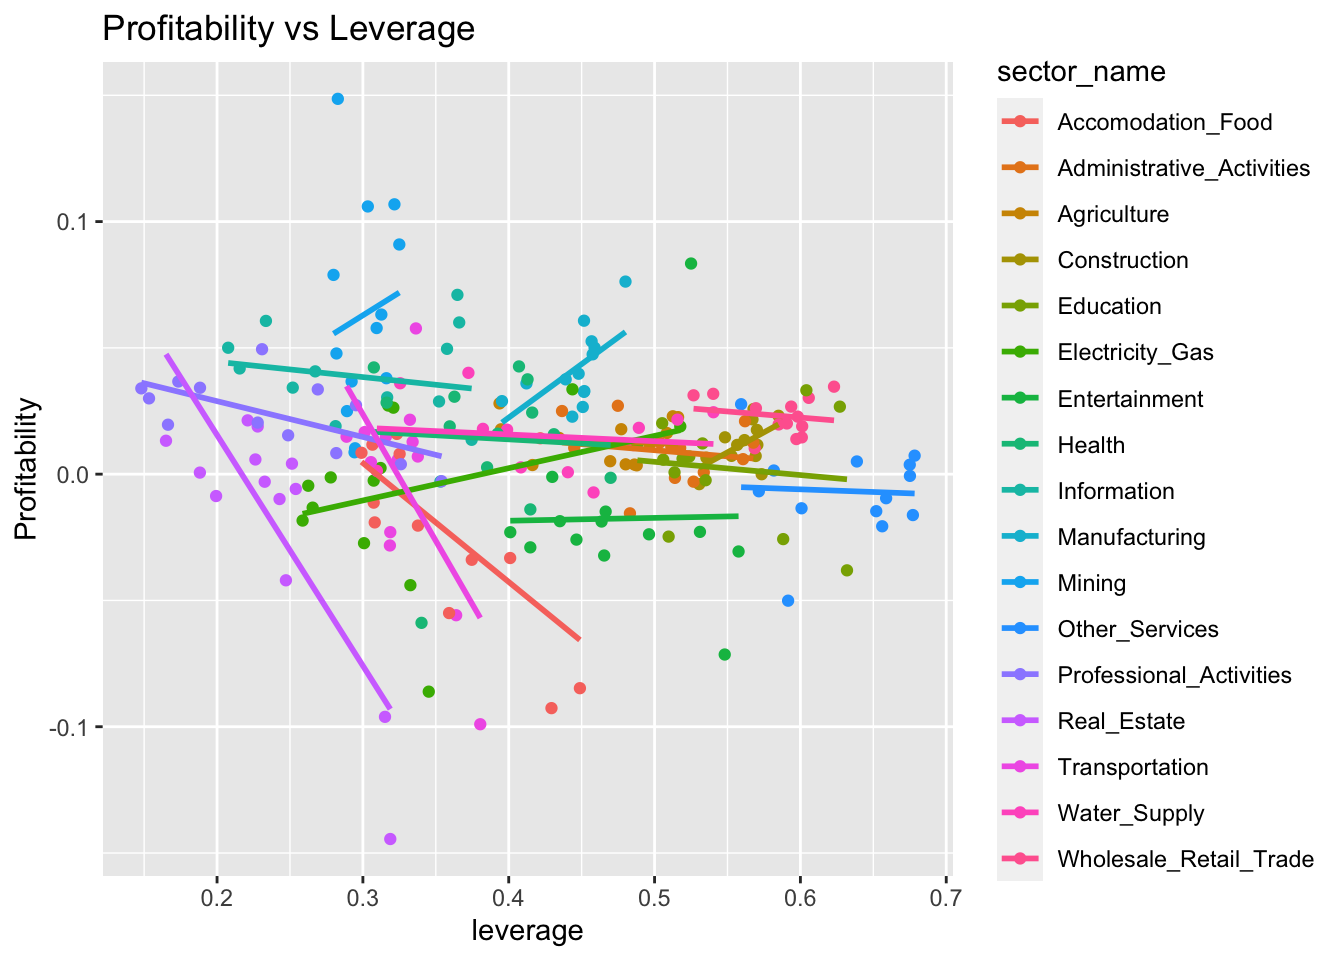 Profitability vs Leverage
Profitability
0.1
0.0
-0.1
0.2
0.3
0.4
0.5
0.6
0.7
leverage
sector_name
Accomodation_Food
Administrative_Activities
Agriculture
Construction
Education
Electricity_Gas
Entertainment
Health
Information
Manufacturing
Mining
Other_Services
Professional_Activities
Real_Estate
Transportation
Water_Supply
Wholesale_Retail_Trade